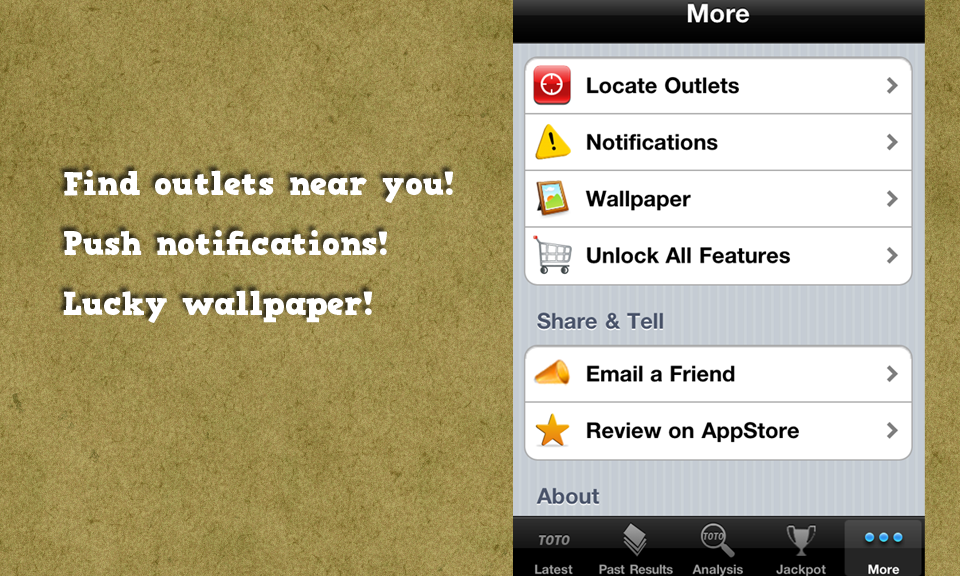 Find outlets near you!
Push notifications!
Lucky wallpaper!
More
Locate Outlets
Notifications
Wallpaper
Unlock All Features
Share & Tell
Email a Friend
Review on AppStore
About
TOTO
TOTO
Latest
Past Results
Analysis
Jackpot
More